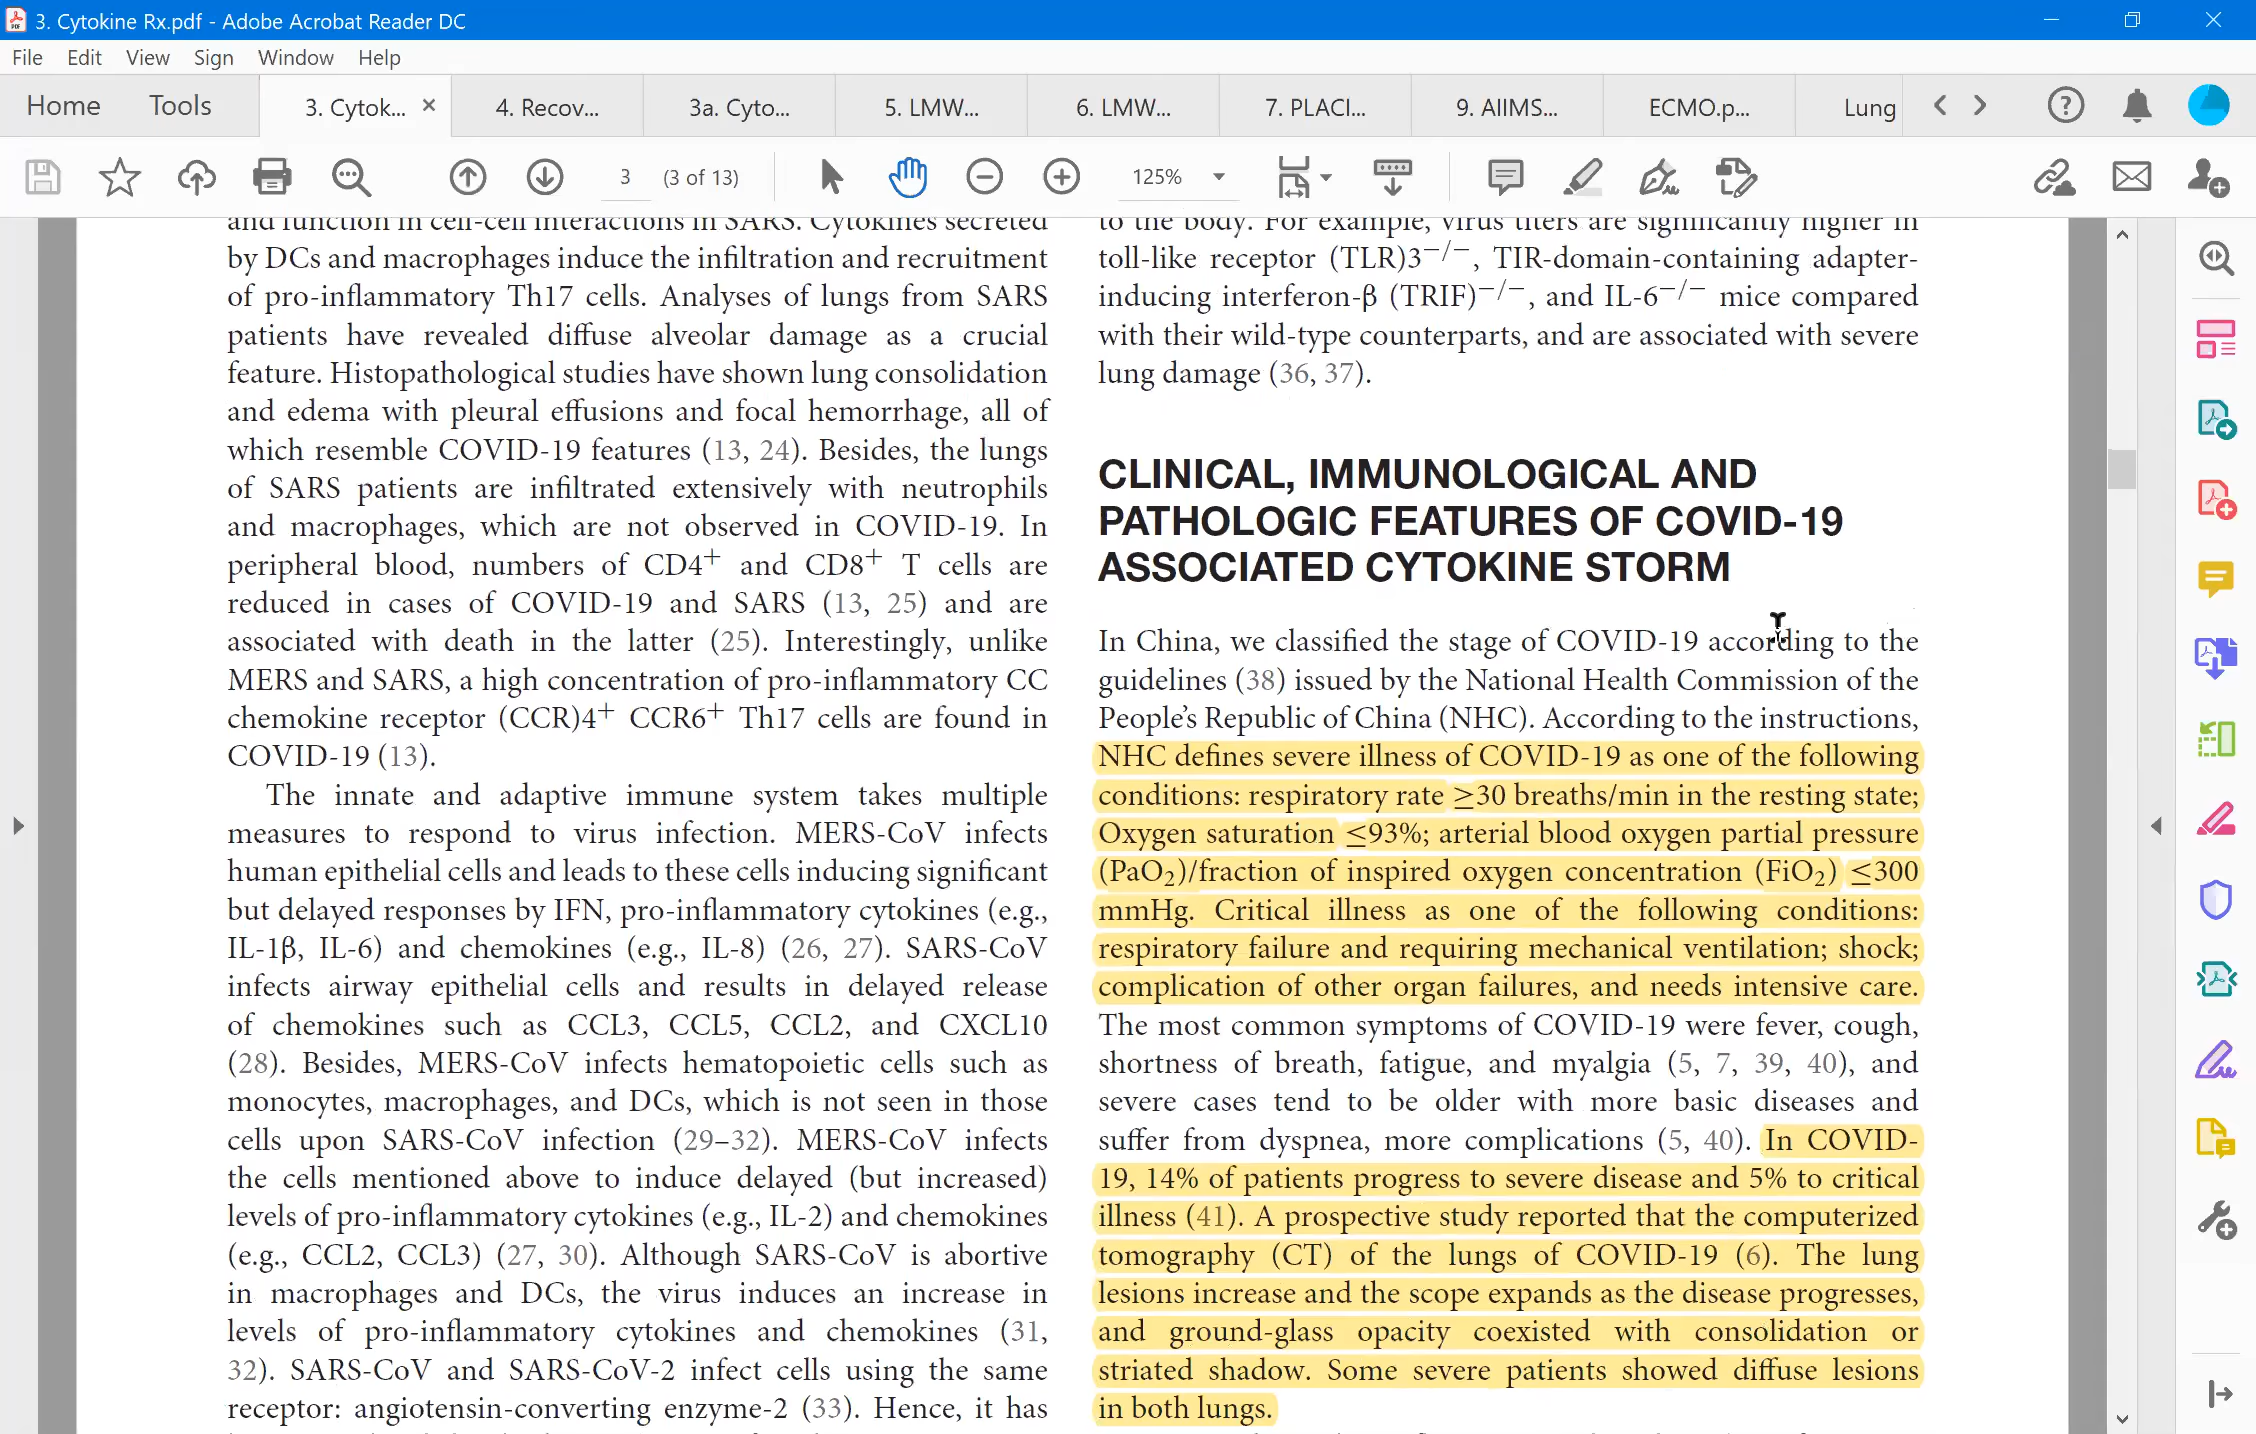 3. Cytokine Rx.pdf - Adobe Acrobat Reader DC
File Edit View Sign Window Help
Home Tools 3. Cytok... × 4. Recov... 3a. Cyto... 5. LMW... 6. LMW... 7. PLACI... 9. AIIMS... ECMO.p... Lung
3 (3 of 13) 125%
and function in cell-cell interactions in SARS. Cytokines secreted
by DCs and macrophages induce the infiltration and recruitment
of pro-inflammatory Th17 cells. Analyses of lungs from SARS
patients have revealed diffuse alveolar damage as a crucial
feature. Histopathological studies have shown lung consolidation
and edema with pleural effusions and focal hemorrhage, all of
which resemble COVID-19 features (13, 24). Besides, the lungs
of SARS patients are infiltrated extensively with neutrophils
and macrophages, which are not observed in COVID-19. In
peripheral blood, numbers of CD4+ and CD8+ T cells are
reduced in cases of COVID-19 and SARS (13, 25) and are
associated with death in the latter (25). Interestingly, unlike
MERS and SARS, a high concentration of pro-inflammatory CC
chemokine receptor (CCR)4+ CCR6+ Th17 cells are found in
COVID-19 (13).
The innate and adaptive immune system takes multiple
measures to respond to virus infection. MERS-CoV infects
human epithelial cells and leads to these cells inducing significant
but delayed responses by IFN, pro-inflammatory cytokines (e.g.,
IL-1β, IL-6) and chemokines (e.g., IL-8) (26, 27). SARS-CoV
infects airway epithelial cells and results in delayed release
of chemokines such as CCL3, CCL5, CCL2, and CXCL10
(28). Besides, MERS-CoV infects hematopoietic cells such as
monocytes, macrophages, and DCs, which is not seen in those
cells upon SARS-CoV infection (29–32). MERS-CoV infects
the cells mentioned above to induce delayed (but increased)
levels of pro-inflammatory cytokines (e.g., IL-2) and chemokines
(e.g., CCL2, CCL3) (27, 30). Although SARS-CoV is abortive
in macrophages and DCs, the virus induces an increase in
levels of pro-inflammatory cytokines and chemokines (31,
32). SARS-CoV and SARS-CoV-2 infect cells using the same
receptor: angiotensin-converting enzyme-2 (33). Hence, it has
to the body. For example, virus titers are significantly higher in
toll-like receptor (TLR)3−/−, TIR-domain-containing adapter-
inducing interferon-β (TRIF)−/−, and IL-6−/− mice compared
with their wild-type counterparts, and are associated with severe
lung damage (36, 37).
CLINICAL, IMMUNOLOGICAL AND
PATHOLOGIC FEATURES OF COVID-19
ASSOCIATED CYTOKINE STORM
In China, we classified the stage of COVID-19 according to the
guidelines (38) issued by the National Health Commission of the
People's Republic of China (NHC). According to the instructions,
NHC defines severe illness of COVID-19 as one of the following
conditions: respiratory rate ≥30 breaths/min in the resting state;
Oxygen saturation ≤93%; arterial blood oxygen partial pressure
(PaO2)/fraction of inspired oxygen concentration (FiO2) ≤300
mmHg. Critical illness as one of the following conditions:
respiratory failure and requiring mechanical ventilation; shock;
complication of other organ failures, and needs intensive care.
The most common symptoms of COVID-19 were fever, cough,
shortness of breath, fatigue, and myalgia (5, 7, 39, 40), and
severe cases tend to be older with more basic diseases and
suffer from dyspnea, more complications (5, 40). In COVID-
19, 14% of patients progress to severe disease and 5% to critical
illness (41). A prospective study reported that the computerized
tomography (CT) of the lungs of COVID-19 (6). The lung
lesions increase and the scope expands as the disease progresses,
and ground-glass opacity coexisted with consolidation or
striated shadow. Some severe patients showed diffuse lesions
in both lungs.